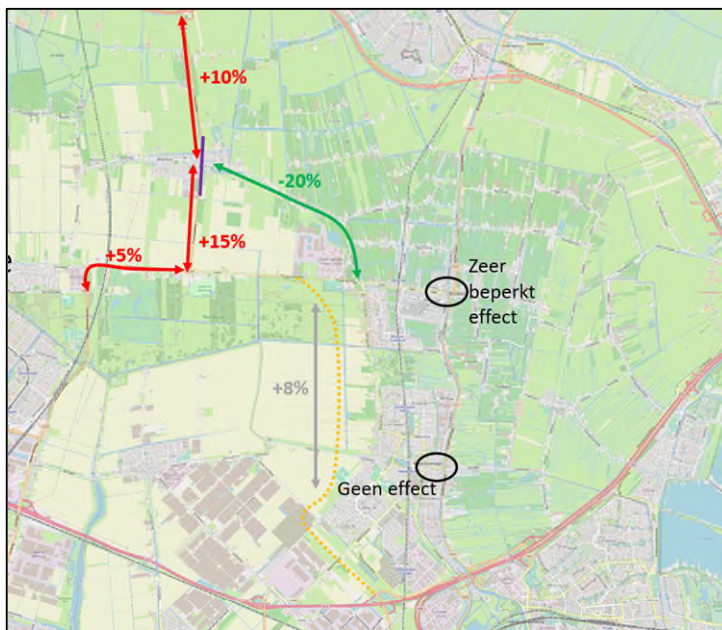 +10%
-20%
+15%
+5%
Zeer
beperkt
effect
+8%
Geen effect